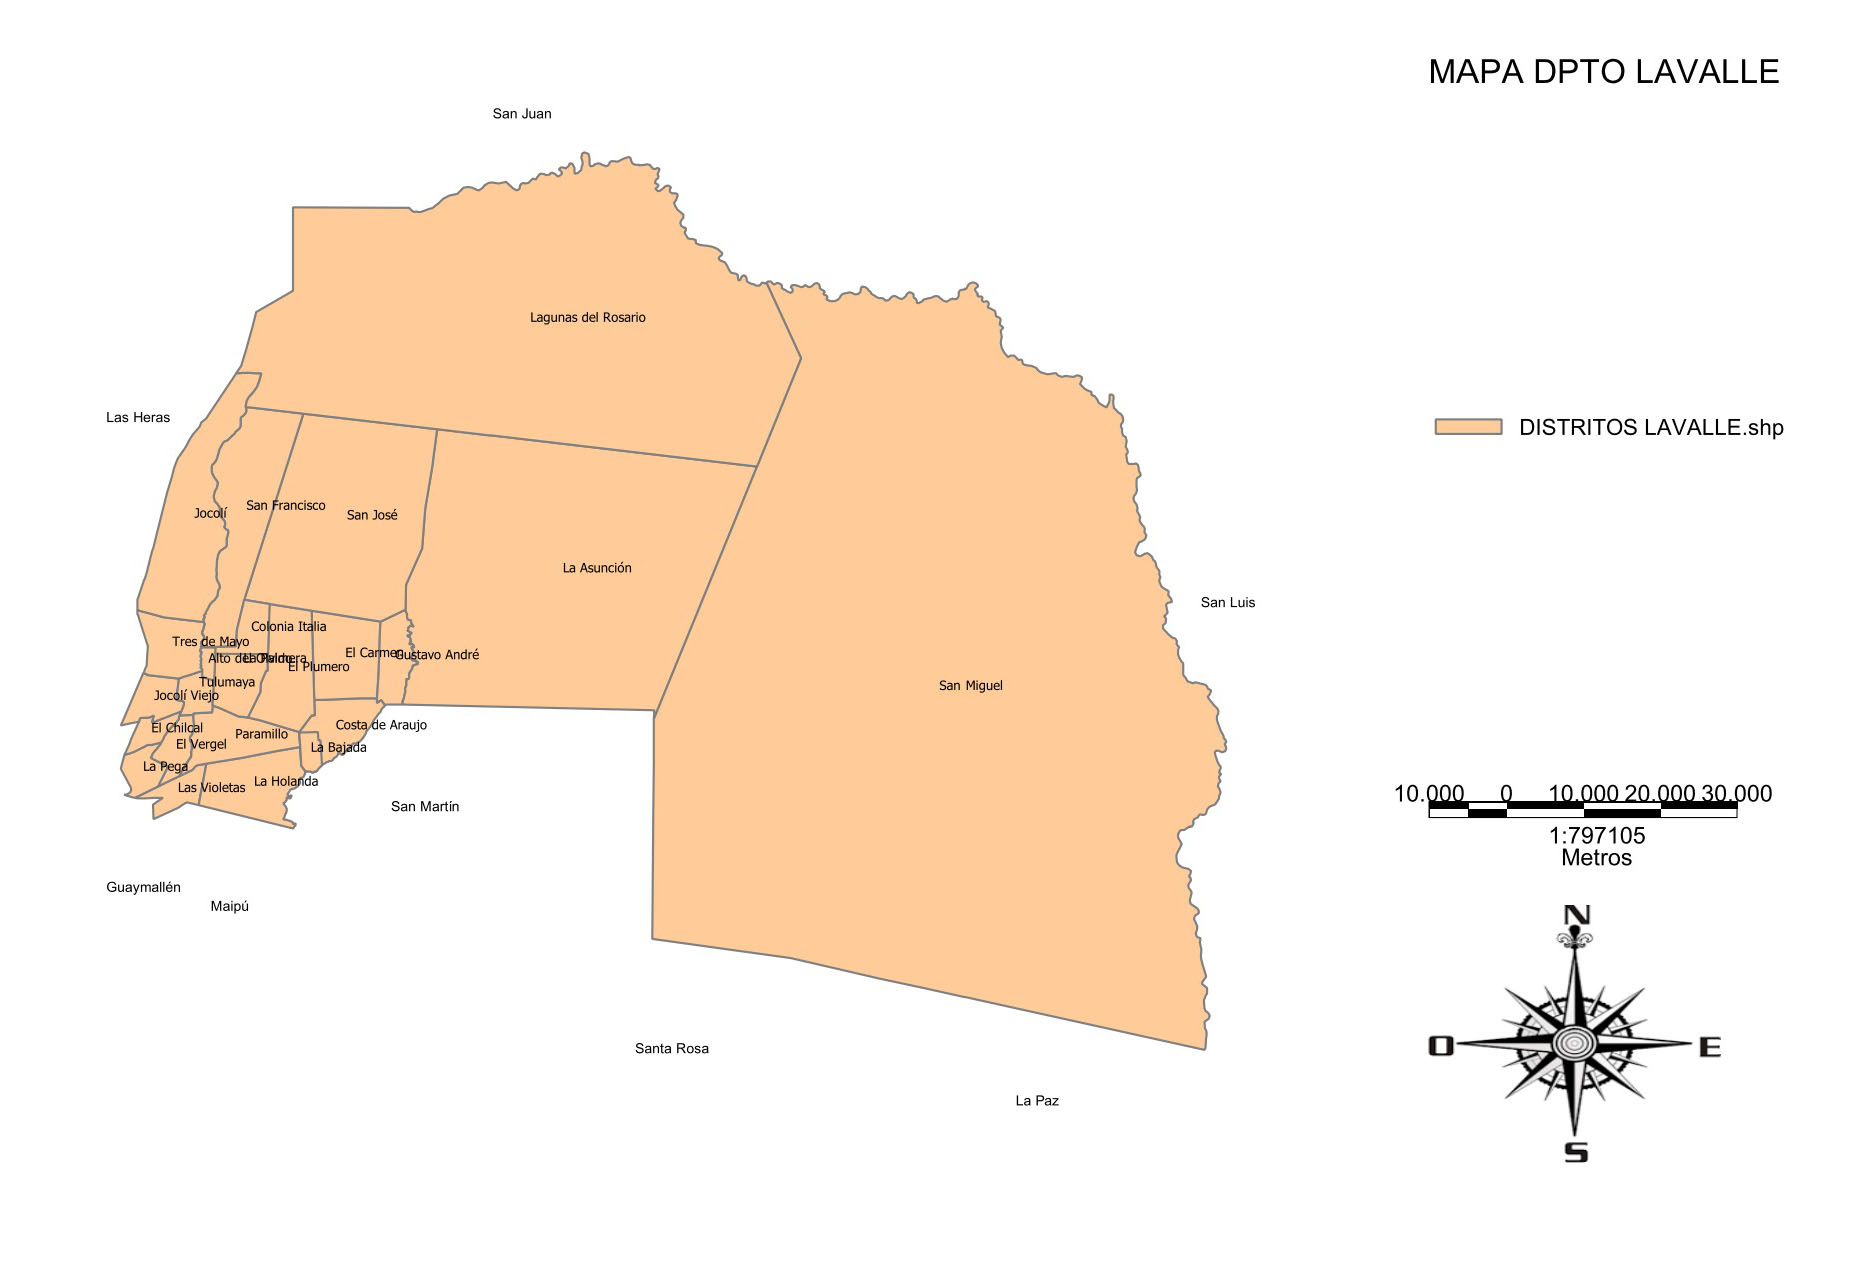 MAPA DPTO LAVALLE
San Juan
Lagunas del Rosario
Las Heras
DISTRITOS LAVALLE.shp
San Francisco
Jocolí
San José
La Asunción
San Luis
Colonia Italia
Tres de Mayo
El Carmen
Gustavo André
Alto del Olvido
La Palmera
El Plumero
Tulumaya
San Miguel
Jocolí Viejo
Costa de Araujo
El Chilcal
Paramillo
El Vergel
La Bajada
La Pega
La Holanda
Las Violetas
San Martín
10.000 0 10.000 20.000 30.000
1:797105
Metros
Guaymallén
Maipú
N
O
E
S
Santa Rosa
La Paz